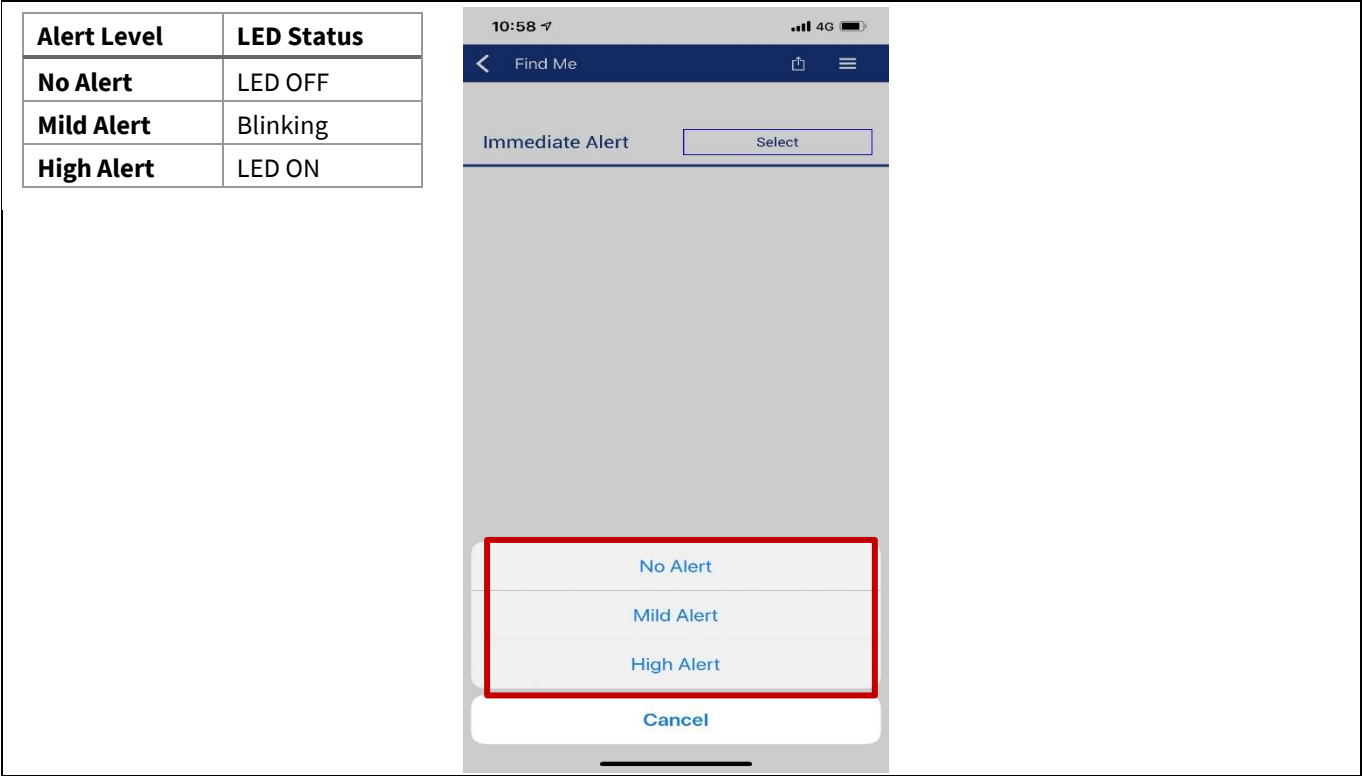 Alert Level LED Status
No Alert LED OFF
Mild Alert Blinking
High Alert LED ON
10:58 4G
Find Me
Immediate Alert Select
No Alert
Mild Alert
High Alert
Cancel